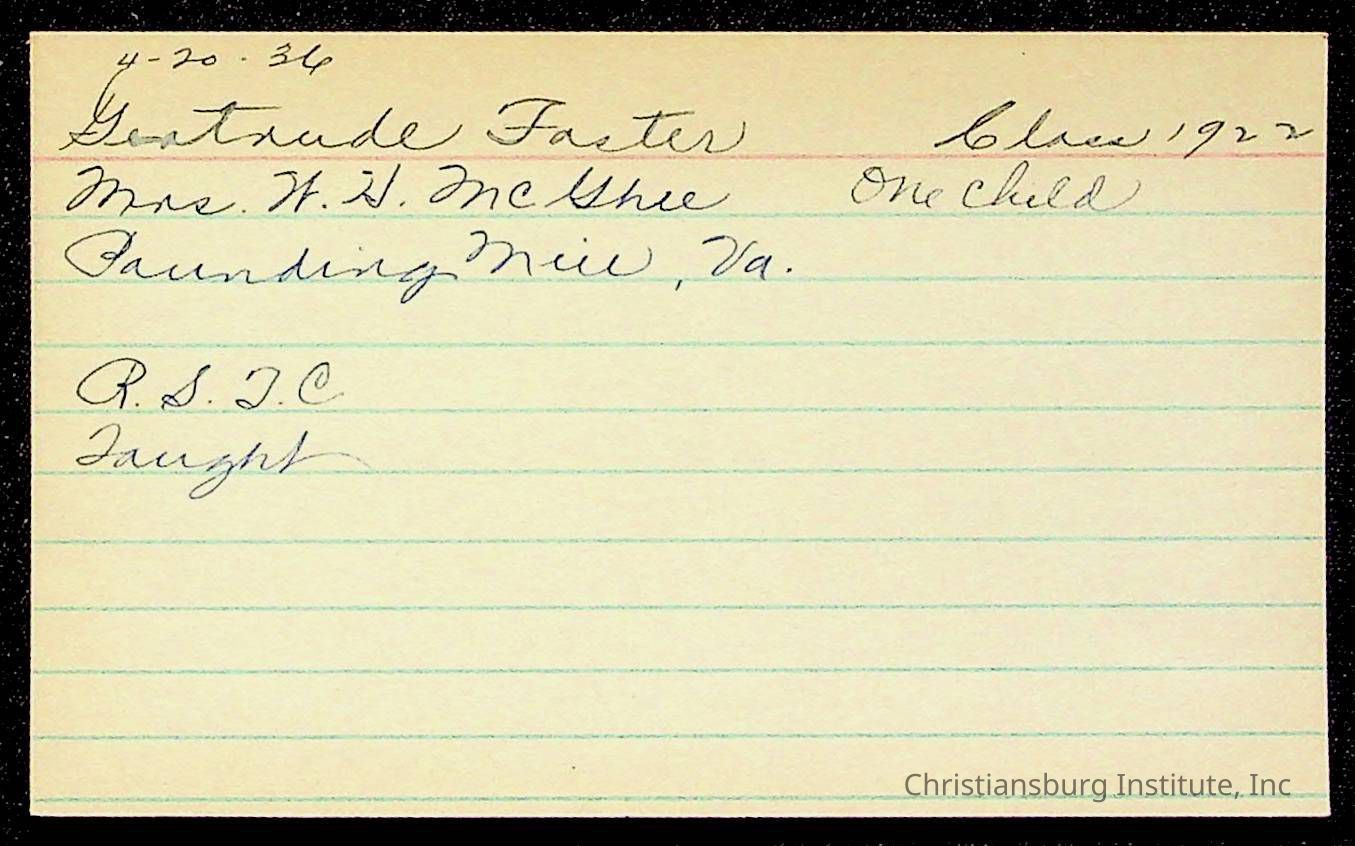 4-20-36
Gertrude Foster Class 1922
Mrs. W. H. McGhee One child
Pounding Mill, Va.
R. S. T. C
Taught
Christiansburg Institute, Inc